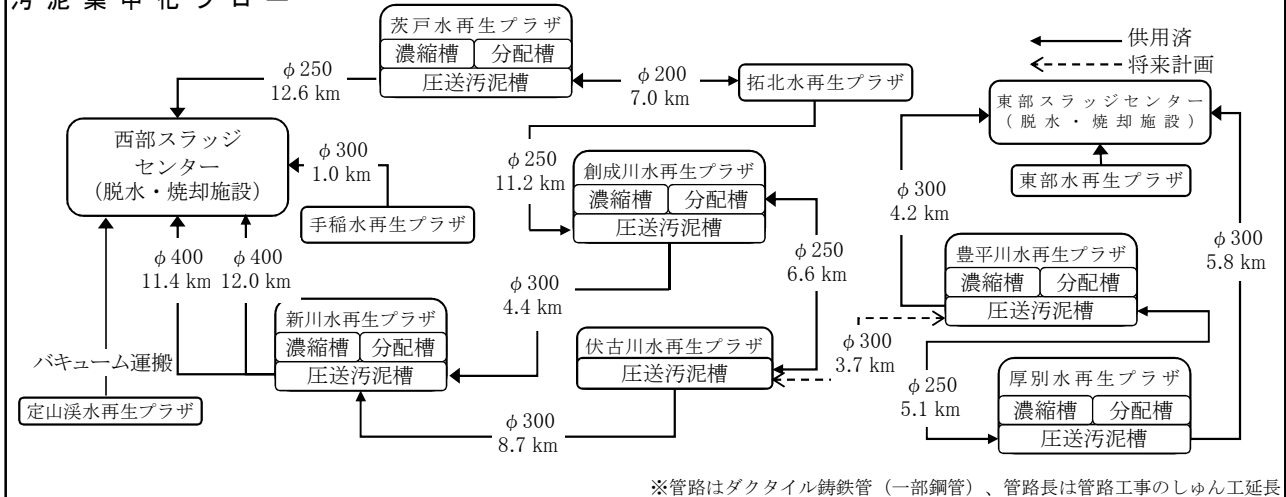 汚泥集中化フロー
茨戸水再生プラザ
濃縮槽 分配槽
圧送汚泥槽
φ250
12.6 km
φ200
7.0 km
拓北水再生プラザ
供用済
将来計画
東部スラッジセンター
（脱水・焼却施設）
西部スラッジ
センター
（脱水・焼却施設）
φ300
1.0 km
手稲水再生プラザ
φ250
11.2 km
創成川水再生プラザ
濃縮槽 分配槽
圧送汚泥槽
東部水再生プラザ
φ300
4.2 km
φ300
5.8 km
φ400
11.4 km
φ400
12.0 km
φ250
6.6 km
豊平川水再生プラザ
濃縮槽 分配槽
圧送汚泥槽
φ300
4.4 km
新川水再生プラザ
濃縮槽 分配槽
圧送汚泥槽
伏古川水再生プラザ
圧送汚泥槽
φ300
3.7 km
バキューム運搬
定山渓水再生プラザ
φ250
5.1 km
厚別水再生プラザ
濃縮槽 分配槽
圧送汚泥槽
φ300
8.7 km
※管路はダクタイル鋳鉄管（一部鋼管）、管路長は管路工事のしゅん工延長